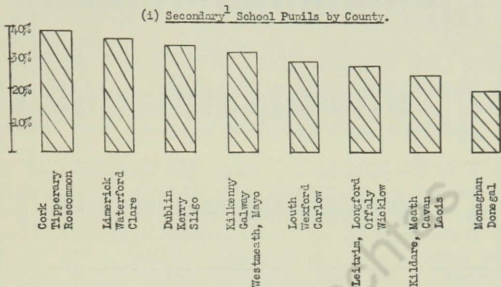 (i) Secondary¹ School Pupils by County.
40%
30%
20%
10%
Cork
Tipperary
Roscommon
Limerick
Waterford
Clare
Dublin
Kerry
Sligo
Kilkenny
Galway
Westmeath, Mayo
Louth
Wexford
Carlow
Leitrim, Longford
Offaly
Wicklow
Kildare, Meath
Cavan
Laois
Monaghan
Donegal